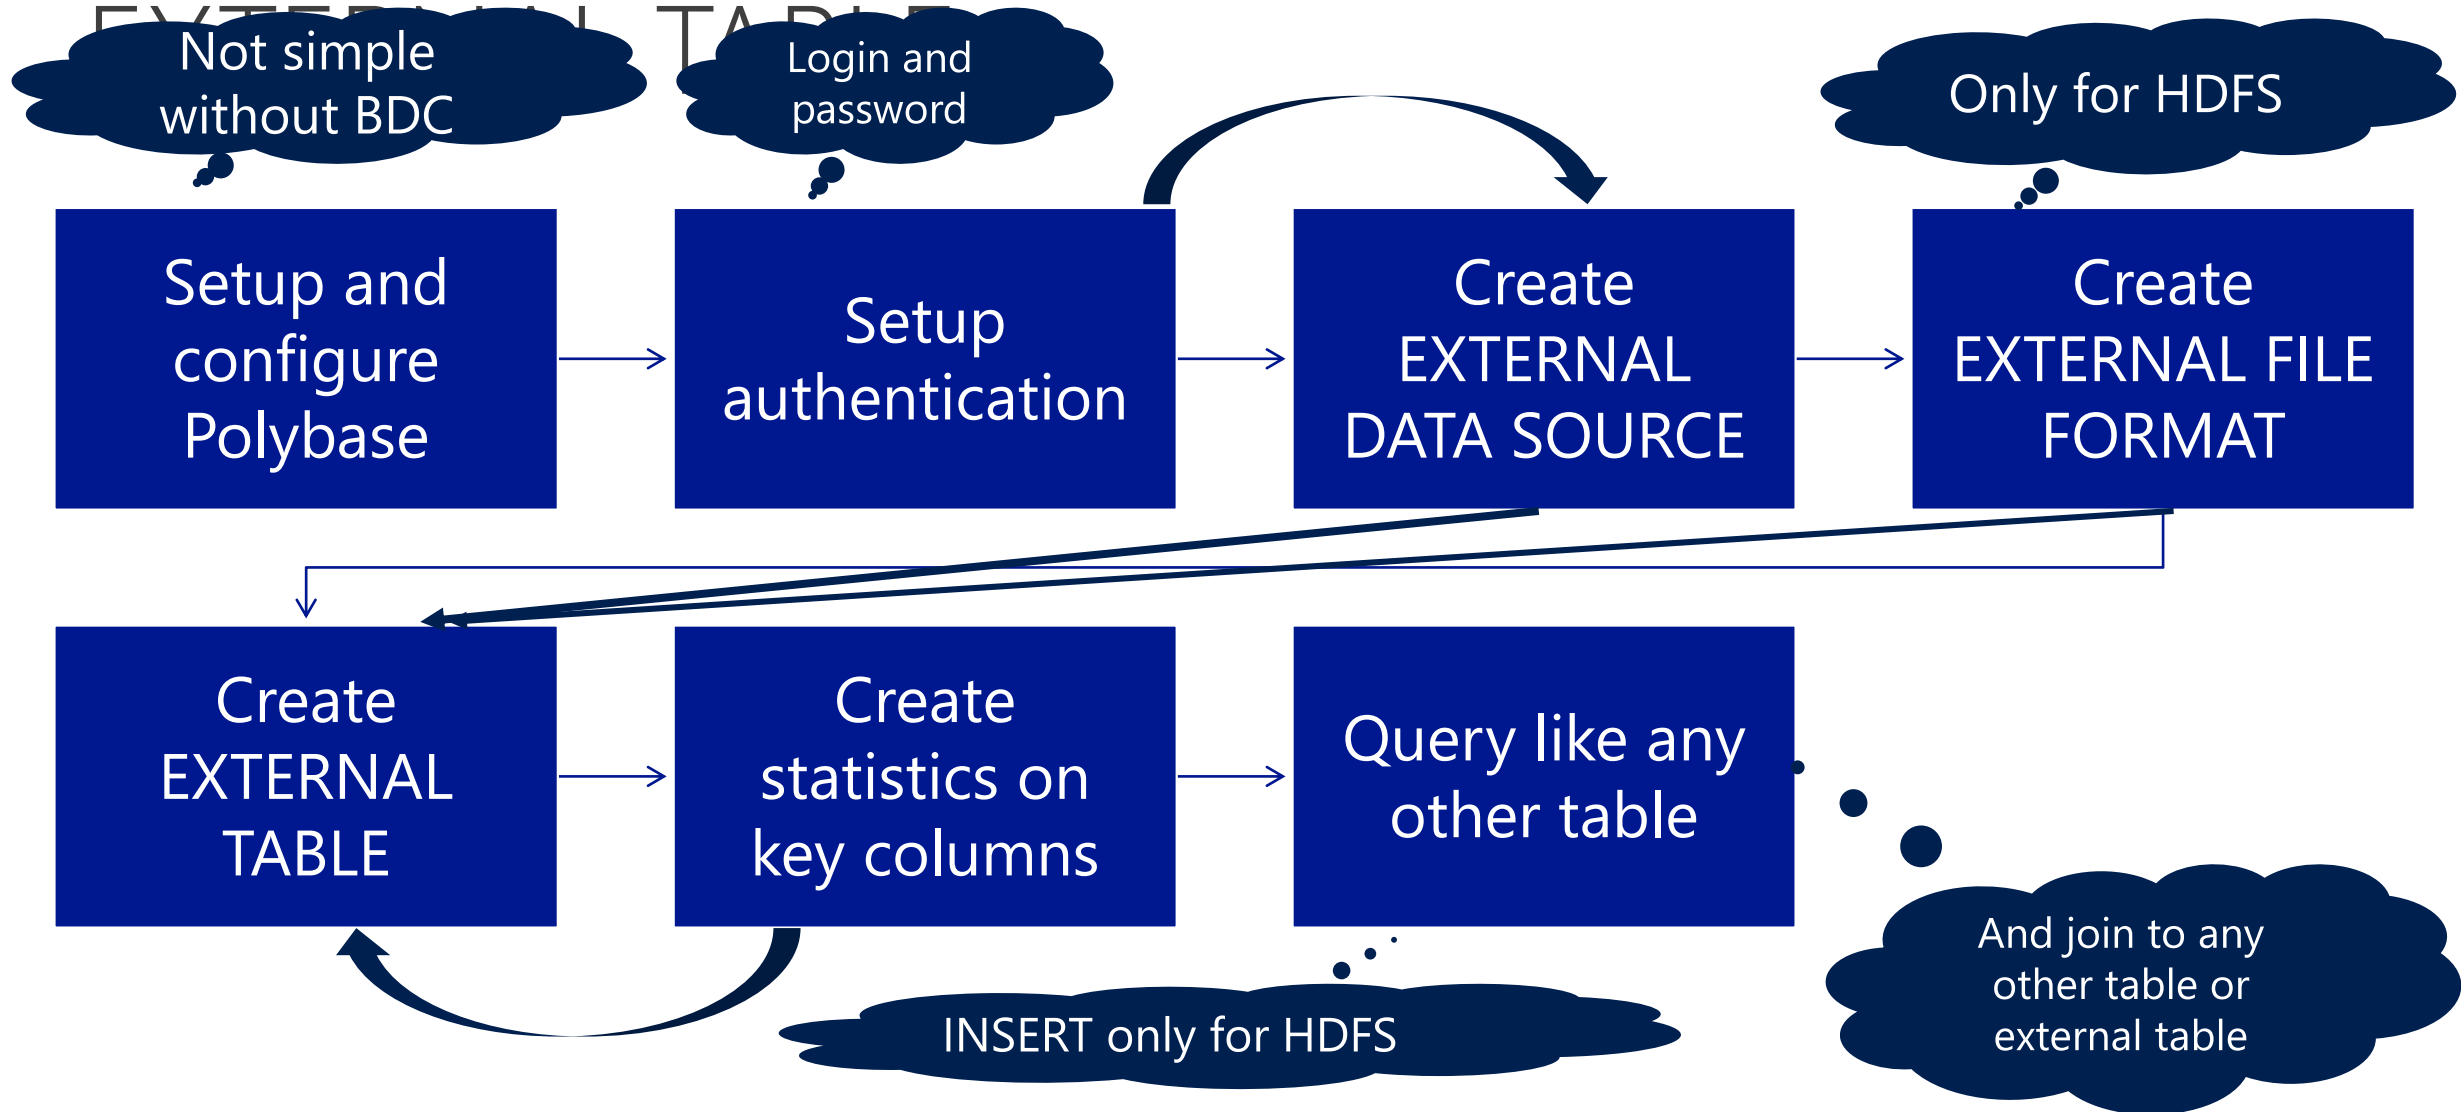 EXTERNAL TABLE
Not simple
without BDC
Login and
password
Only for HDFS
Setup and
configure
Polybase
Setup
authentication
Create
EXTERNAL
DATA SOURCE
Create
EXTERNAL FILE
FORMAT
Create
EXTERNAL
TABLE
Create
statistics on
key columns
Query like any
other table
INSERT only for HDFS
And join to any
other table or
external table